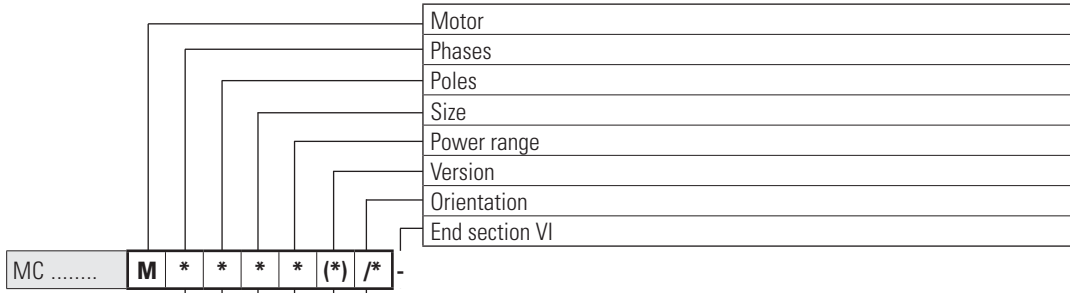 Motor
Phases
Poles
Size
Power range
Version
Orientation
End section VI
MC ........ M * * * * (*) /* -